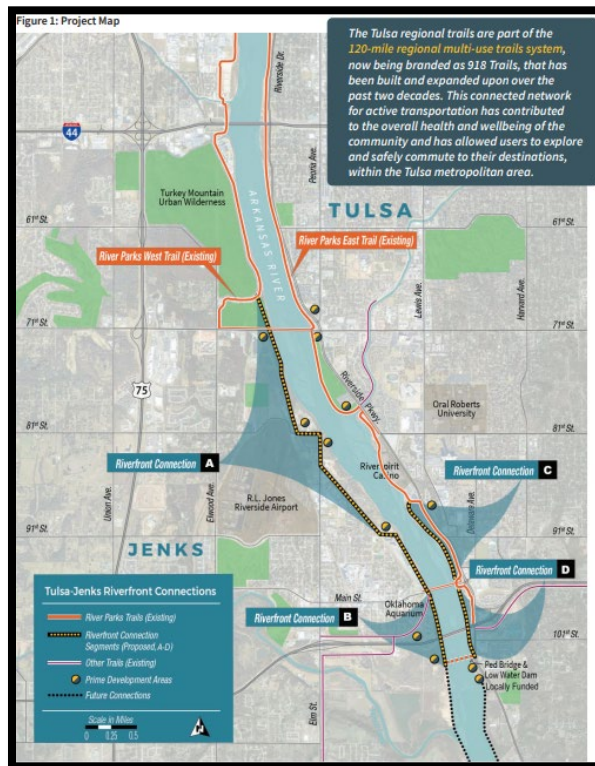 Figure 1: Project Map
The Tulsa regional trails are part of the
120-mile regional multi-use trails system,
now being branded as 918 Trails, that has
been built and expanded upon over the
past two decades. This connected network
for active transportation has contributed
to the overall health and wellbeing of the
community and has allowed users to explore
and safely commute to their destinations,
within the Tulsa metropolitan area.
Riverside Dr.
44
Peoria Ave.
Turkey Mountain
Urban Wilderness
ARKANSAS RIVER
TULSA
61st St.
61st St.
River Parks West Trail (Existing)
River Parks East Trail (Existing)
Lewis Ave.
Harvard Ave.
71st St.
71st St.
75
Riverside Pkwy.
Oral Roberts
University
81st St.
81st St.
Riverfront Connection A
River Spirit
Casino
Riverfront Connection C
Union Ave.
Elwood Ave.
R.L. Jones
Riverside Airport
Delaware Ave.
91st St.
91st St.
JENKS
Riverfront Connection D
Main St.
Oklahoma
Aquarium
Riverfront Connection B
101st St.
Elm St.
Ped Bridge &
Low Water Dam
Locally Funded
Tulsa-Jenks Riverfront Connections
River Parks Trails (Existing)
Riverfront Connection
Segments (Proposed, A-D)
Other Trails (Existing)
Prime Development Areas
Future Connections
Scale in Miles
0 0.25 0.5
N